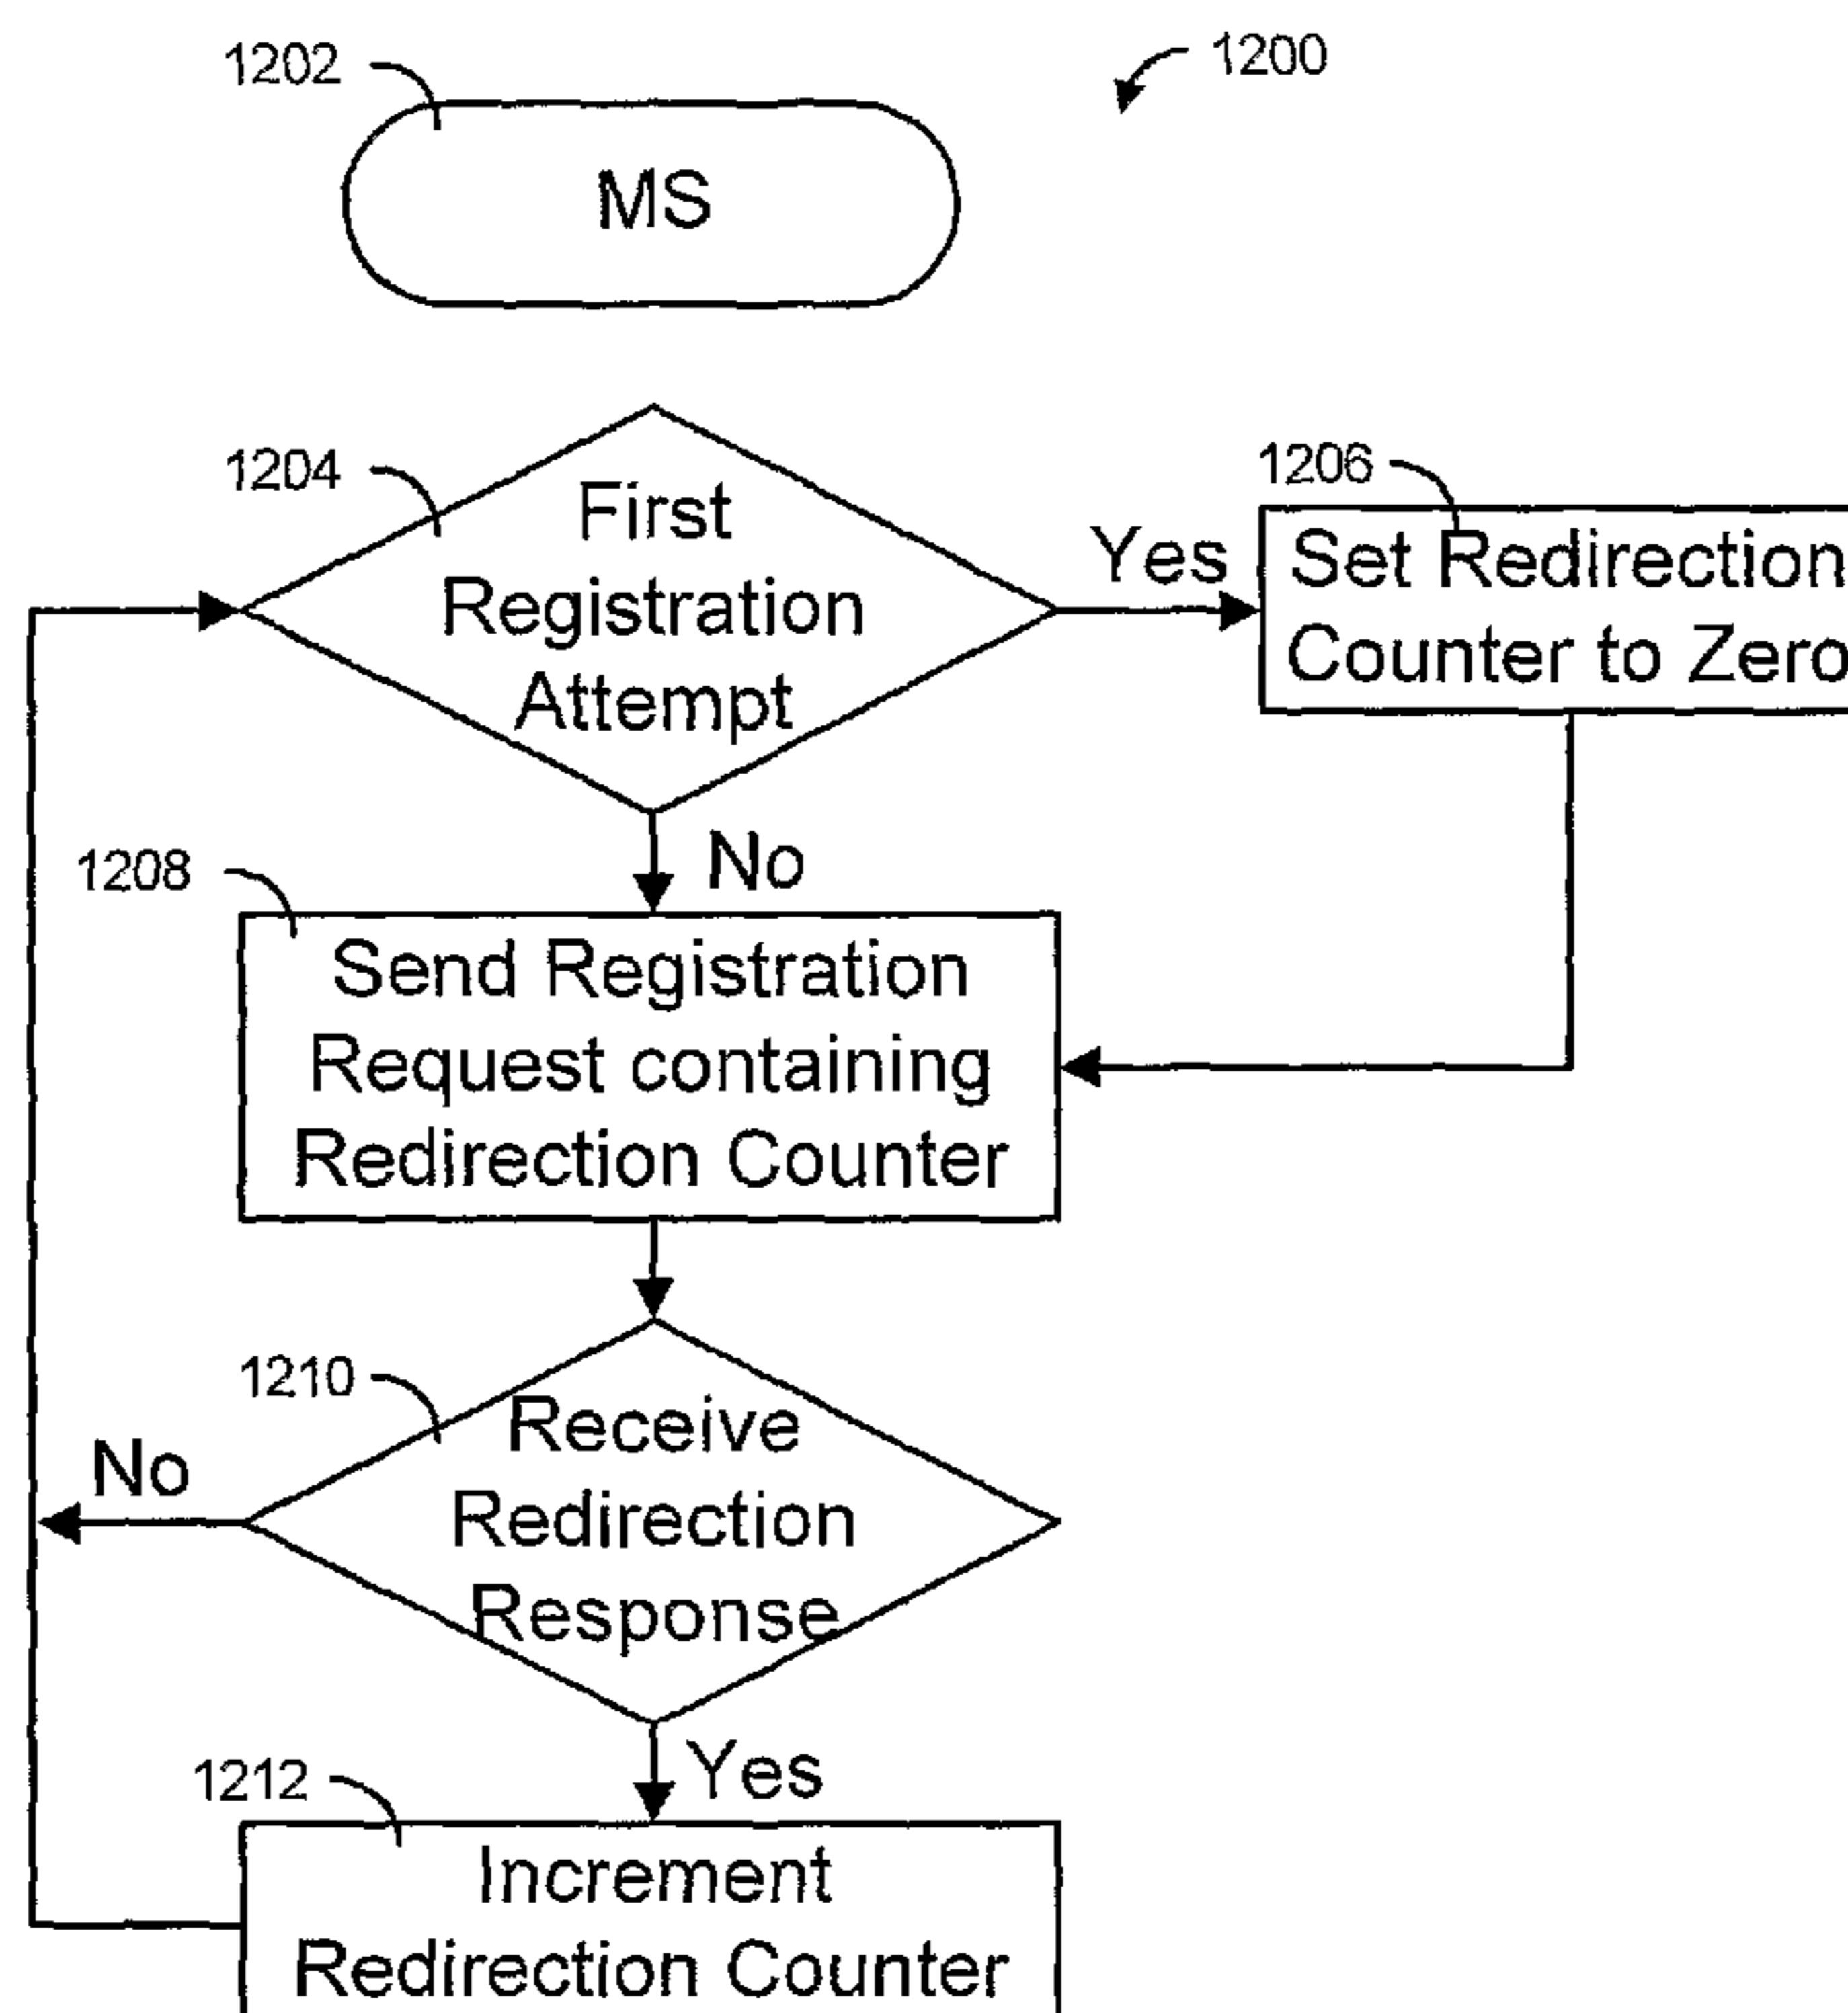 1202
1200
MS
1204
First
Registration
Attempt
Yes
1206
Set Redirection
Counter to Zero
No
1208
Send Registration
Request containing
Redirection Counter
1210
Receive
Redirection
Response
No
Yes
1212
Increment
Redirection Counter